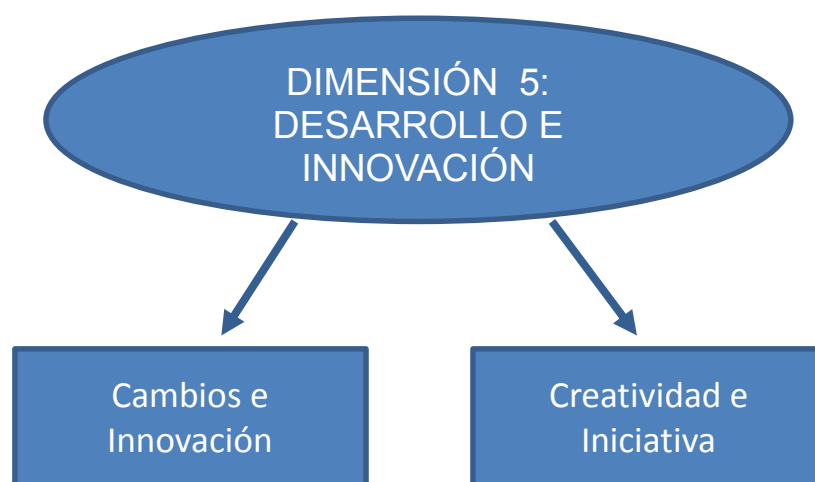 DIMENSIÓN 5:
DESARROLLO E
INNOVACIÓN
Cambios e
Innovación
Creatividad e
Iniciativa